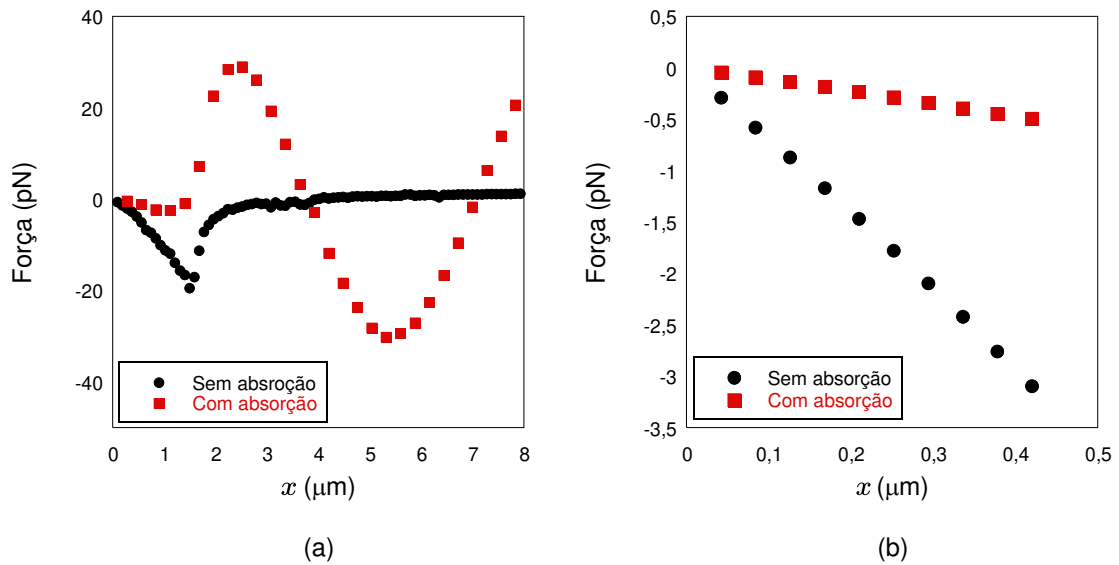 40
20
0
-20
-40
Força (pN)
Sem absroção
Com absorção
0 1 2 3 4 5 6 7 8
x (μm)
(a)
0,5
0
-0,5
-1
-1,5
-2
-2,5
-3
-3,5
Força (pN)
Sem absorção
Com absorção
0 0,1 0,2 0,3 0,4 0,5
x (μm)
(b)